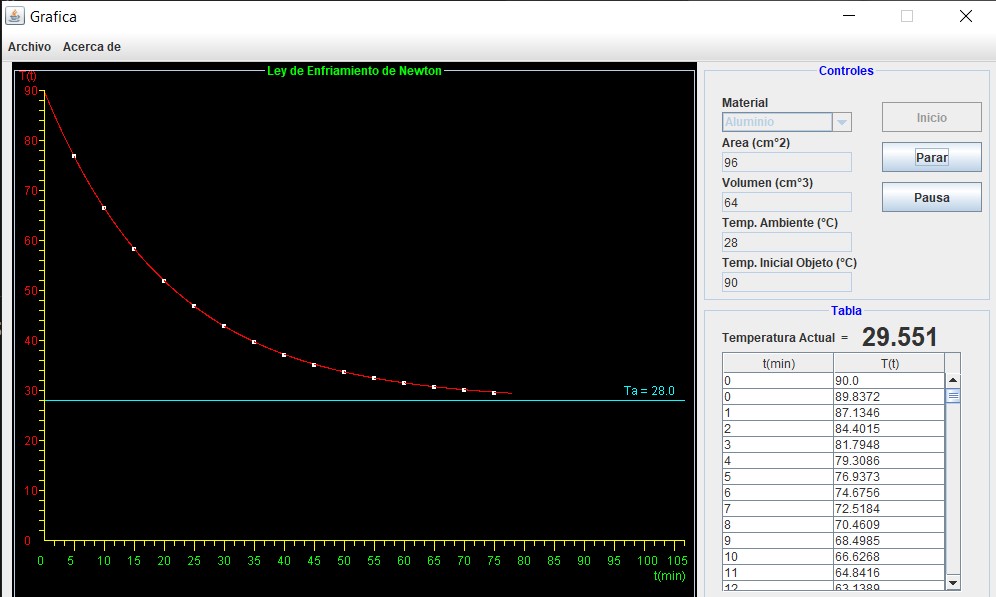 Grafica
Archivo Acerca de
Ley de Enfriamiento de Newton
T(t)
90
80
70
60
50
40
30
20
10
0
Ta = 28.0
0 5 10 15 20 25 30 35 40 45 50 55 60 65 70 75 80 85 90 95 100 105
t(min)
Controles
Material
Aluminio
Area (cm°2)
96
Volumen (cm°3)
64
Temp. Ambiente (°C)
28
Temp. Inicial Objeto (°C)
90
Inicio
Parar
Pausa
Tabla
Temperatura Actual = 29.551
t(min) T(t)
0 90.0
0 89.8372
1 87.1346
2 84.4015
3 81.7948
4 79.3086
5 76.9373
6 74.6756
7 72.5184
8 70.4609
9 68.4985
10 66.6268
11 64.8416
12 63.1389